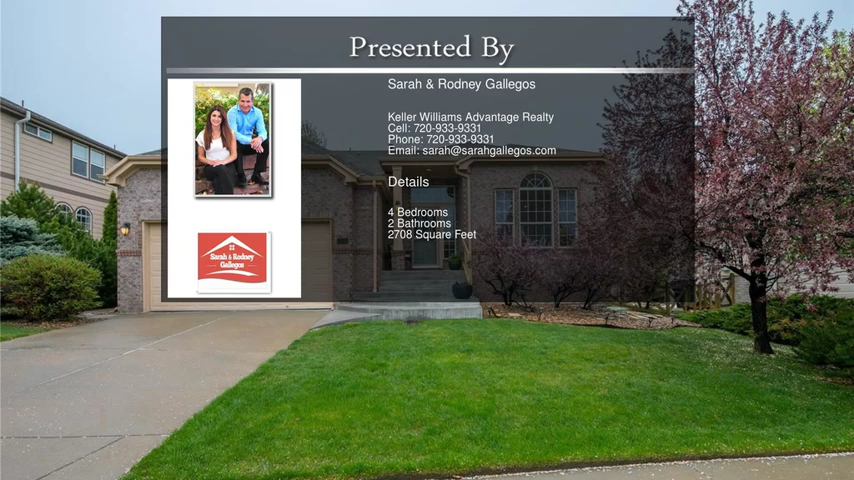 Presented By
Sarah & Rodney Gallegos
Keller Williams Advantage Realty
Cell: 720-933-9331
Phone: 720-933-9331
Email: sarah@sarahgallegos.com
Details
4 Bedrooms
2 Bathrooms
2708 Square Feet
Sarah & Rodney
Gallegos